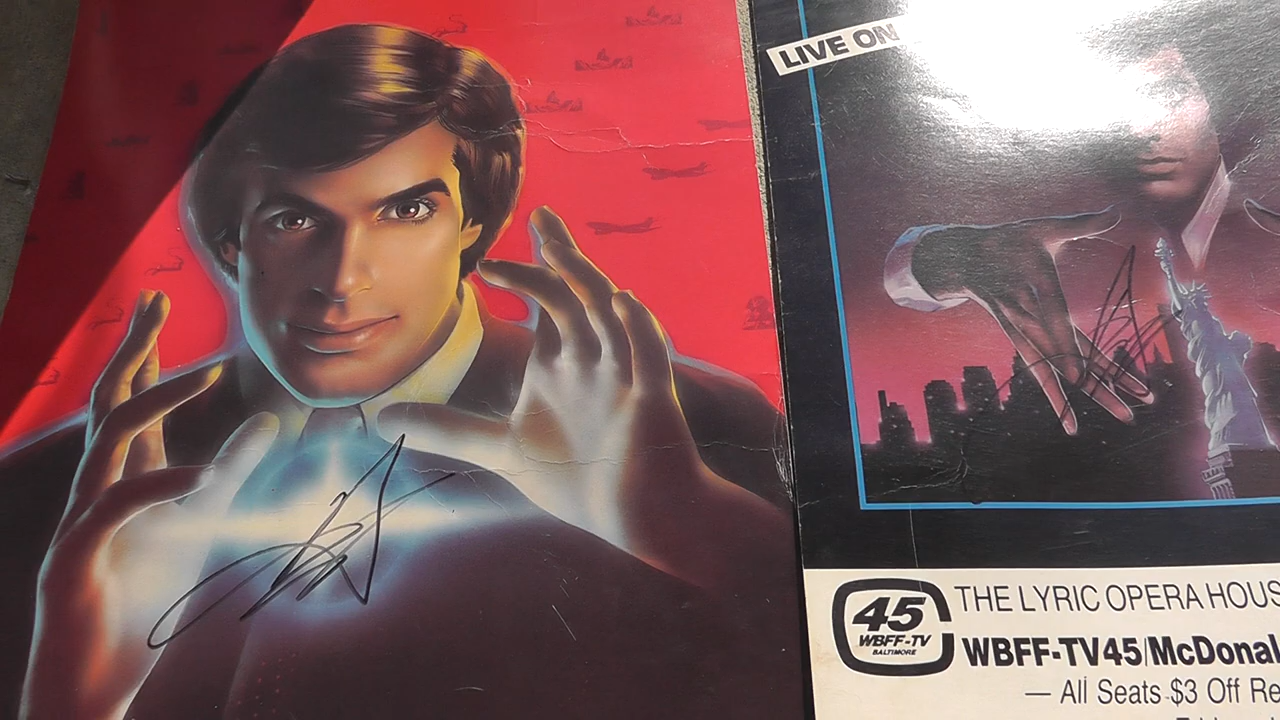 LIVE ON
45
WBFF-TV
BALTIMORE
THE LYRIC OPERA HOUS
WBFF-TV45/McDonal
— All Seats $3 Off Re